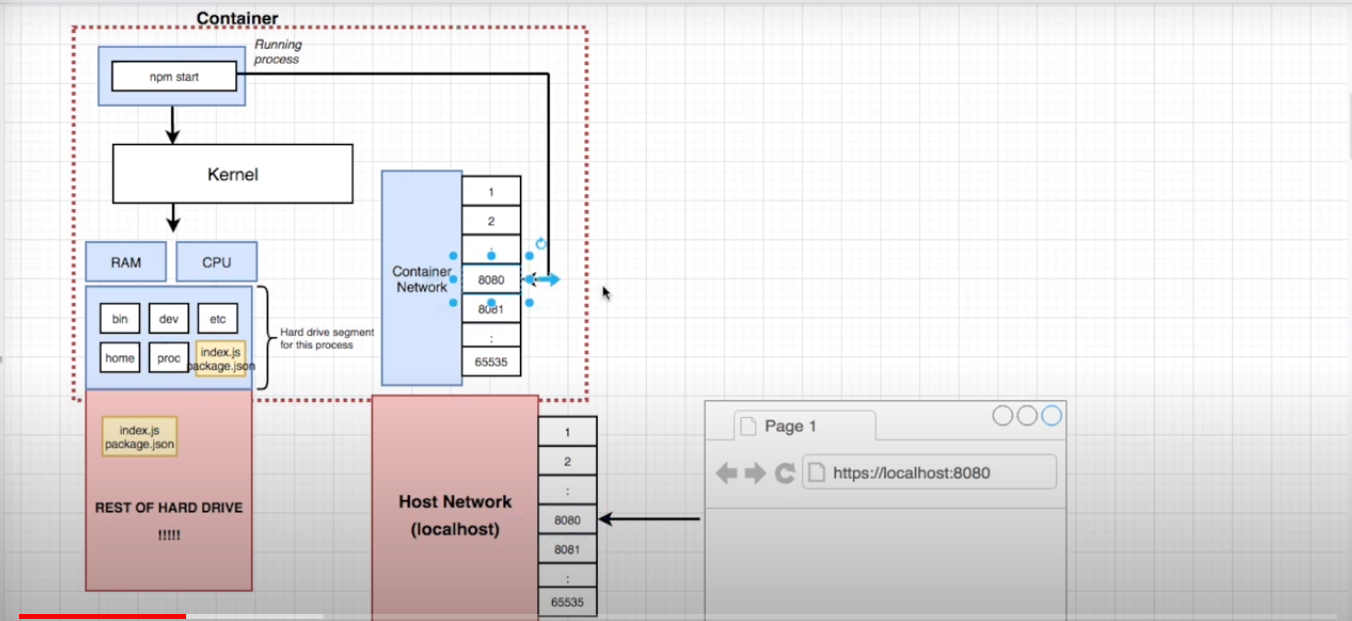 Container
Running
process
npm start
Kernel
RAM
CPU
bin
dev
etc
home
proc
index.js
package.json
Hard drive segment
for this process
Container
Network
1
2
:
8080
8081
:
65535
index.js
package.json
REST OF HARD DRIVE
!!!!!
Host Network
(localhost)
1
2
:
8080
8081
:
65535
Page 1
https://localhost:8080